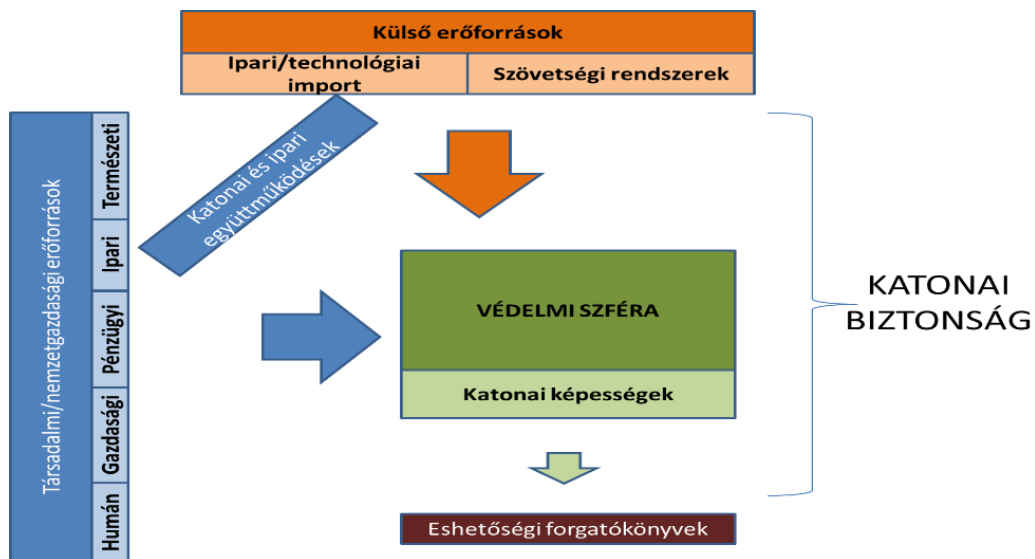 Külső erőforrások
Ipari/technológiai
import
Szövetségi rendszerek
Katonai és ipari
együttműködések
Társadalmi/nemzetgazdasági erőforrások
Természeti
Ipari
Pénzügyi
Gazdasági
Humán
VÉDELMI SZFÉRA
Katonai képességek
Eshetőségi forgatókönyvek
KATONAI
BIZTONSÁG